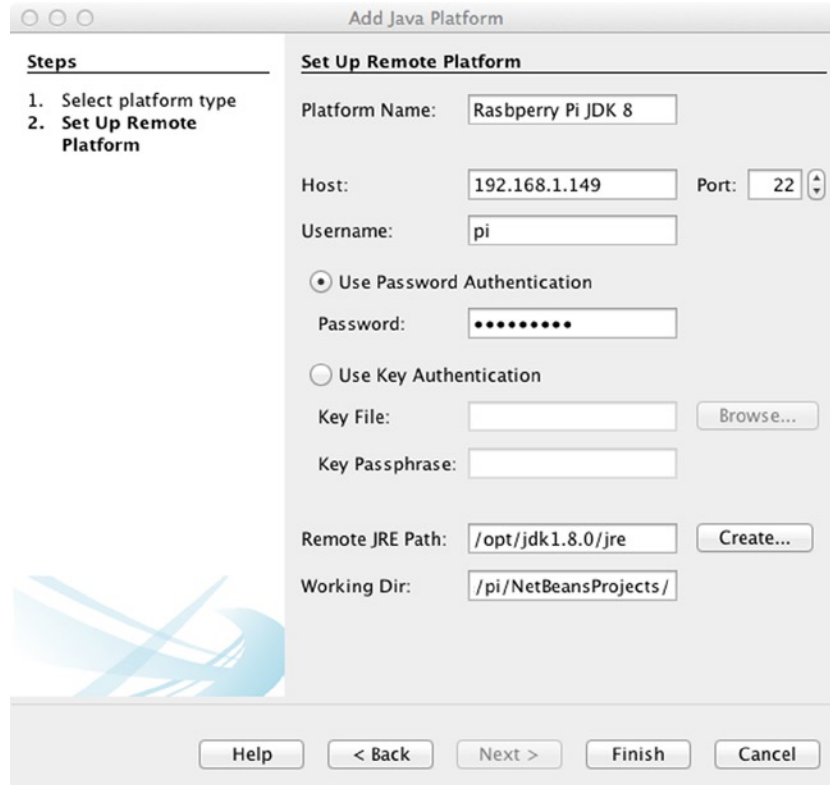 Add Java Platform
Steps
1. Select platform type
2. Set Up Remote
Platform
Set Up Remote Platform
Platform Name: Rasbperry Pi JDK 8
Host: 192.168.1.149 Port: 22
Username: pi
Use Password Authentication
Password: •••••••••
Use Key Authentication
Key File: Browse...
Key Passphrase:
Remote JRE Path: /opt/jdk1.8.0/jre Create...
Working Dir: /pi/NetBeansProjects/
Help < Back Next > Finish Cancel